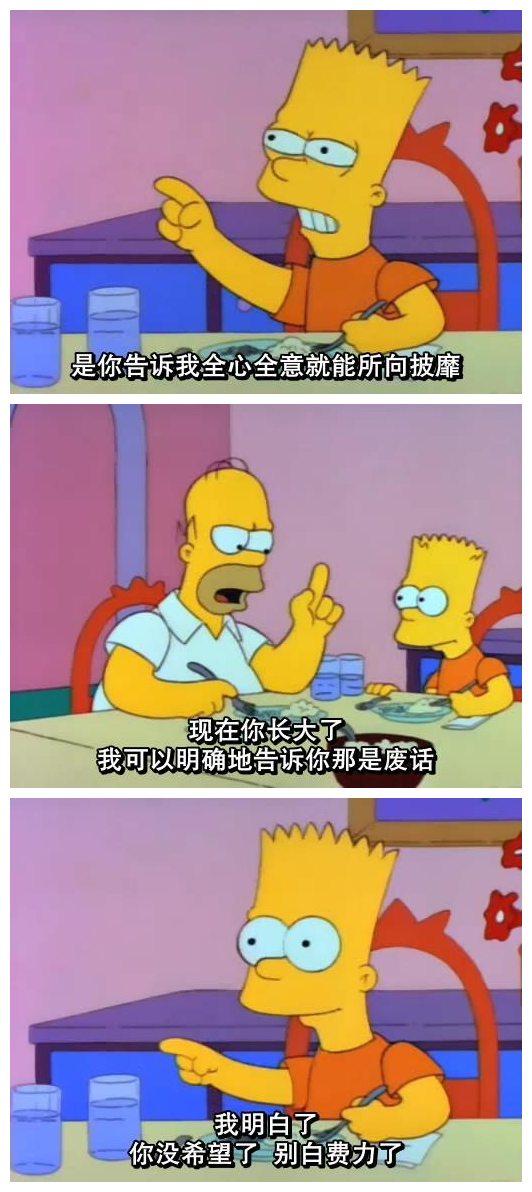 是你告诉我全心全意就能所向披靡
现在你长大了
我可以明确地告诉你那是废话
我明白了
你没希望了 别白费力了